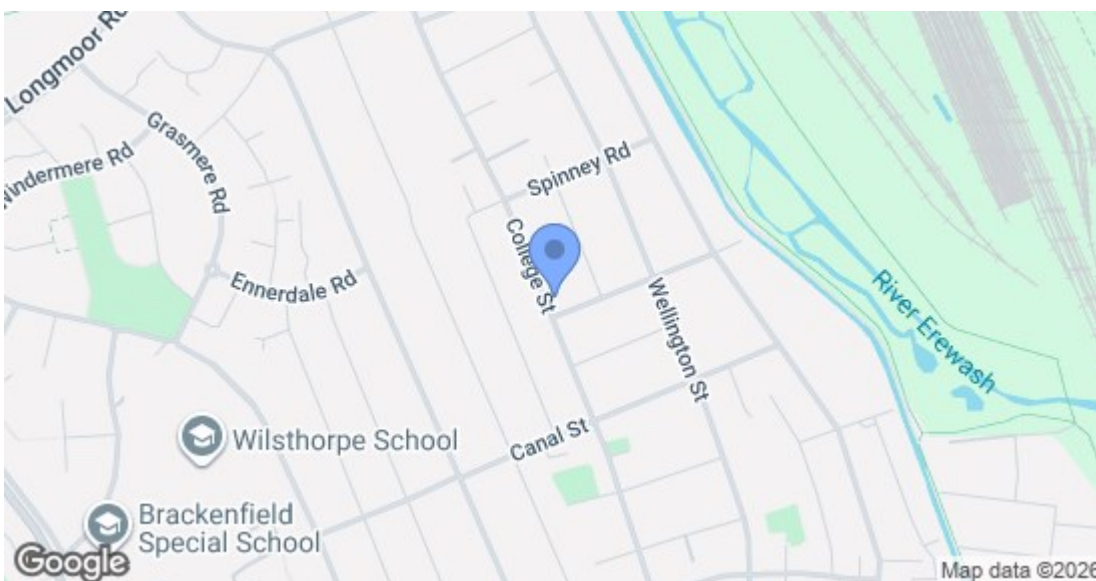 Longmoor Rd
Grasmere Rd
Windermere Rd
Spinney Rd
College St
Ennerdale Rd
Wellington St
River Erewash
Wilsthorpe School
Canal St
Brackenfield
Special School
Google
Map data ©2026